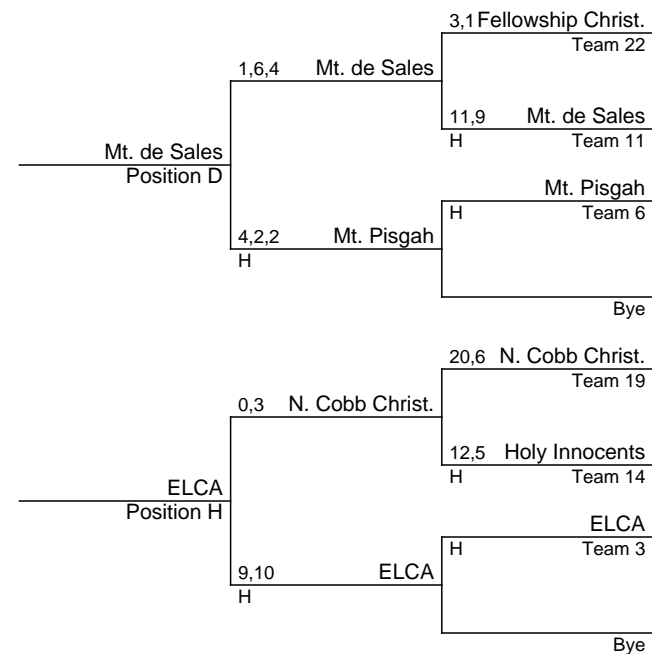 3,1 Fellowship Christ.
Team 22
1,6,4 Mt. de Sales
11,9 Mt. de Sales
H Team 11
Mt. de Sales
Position D
Mt. Pisgah
H Team 6
4,2,2 Mt. Pisgah
H
Bye
20,6 N. Cobb Christ.
Team 19
0,3 N. Cobb Christ.
12,5 Holy Innocents
H Team 14
ELCA
Position H
ELCA
H Team 3
9,10 ELCA
H
Bye